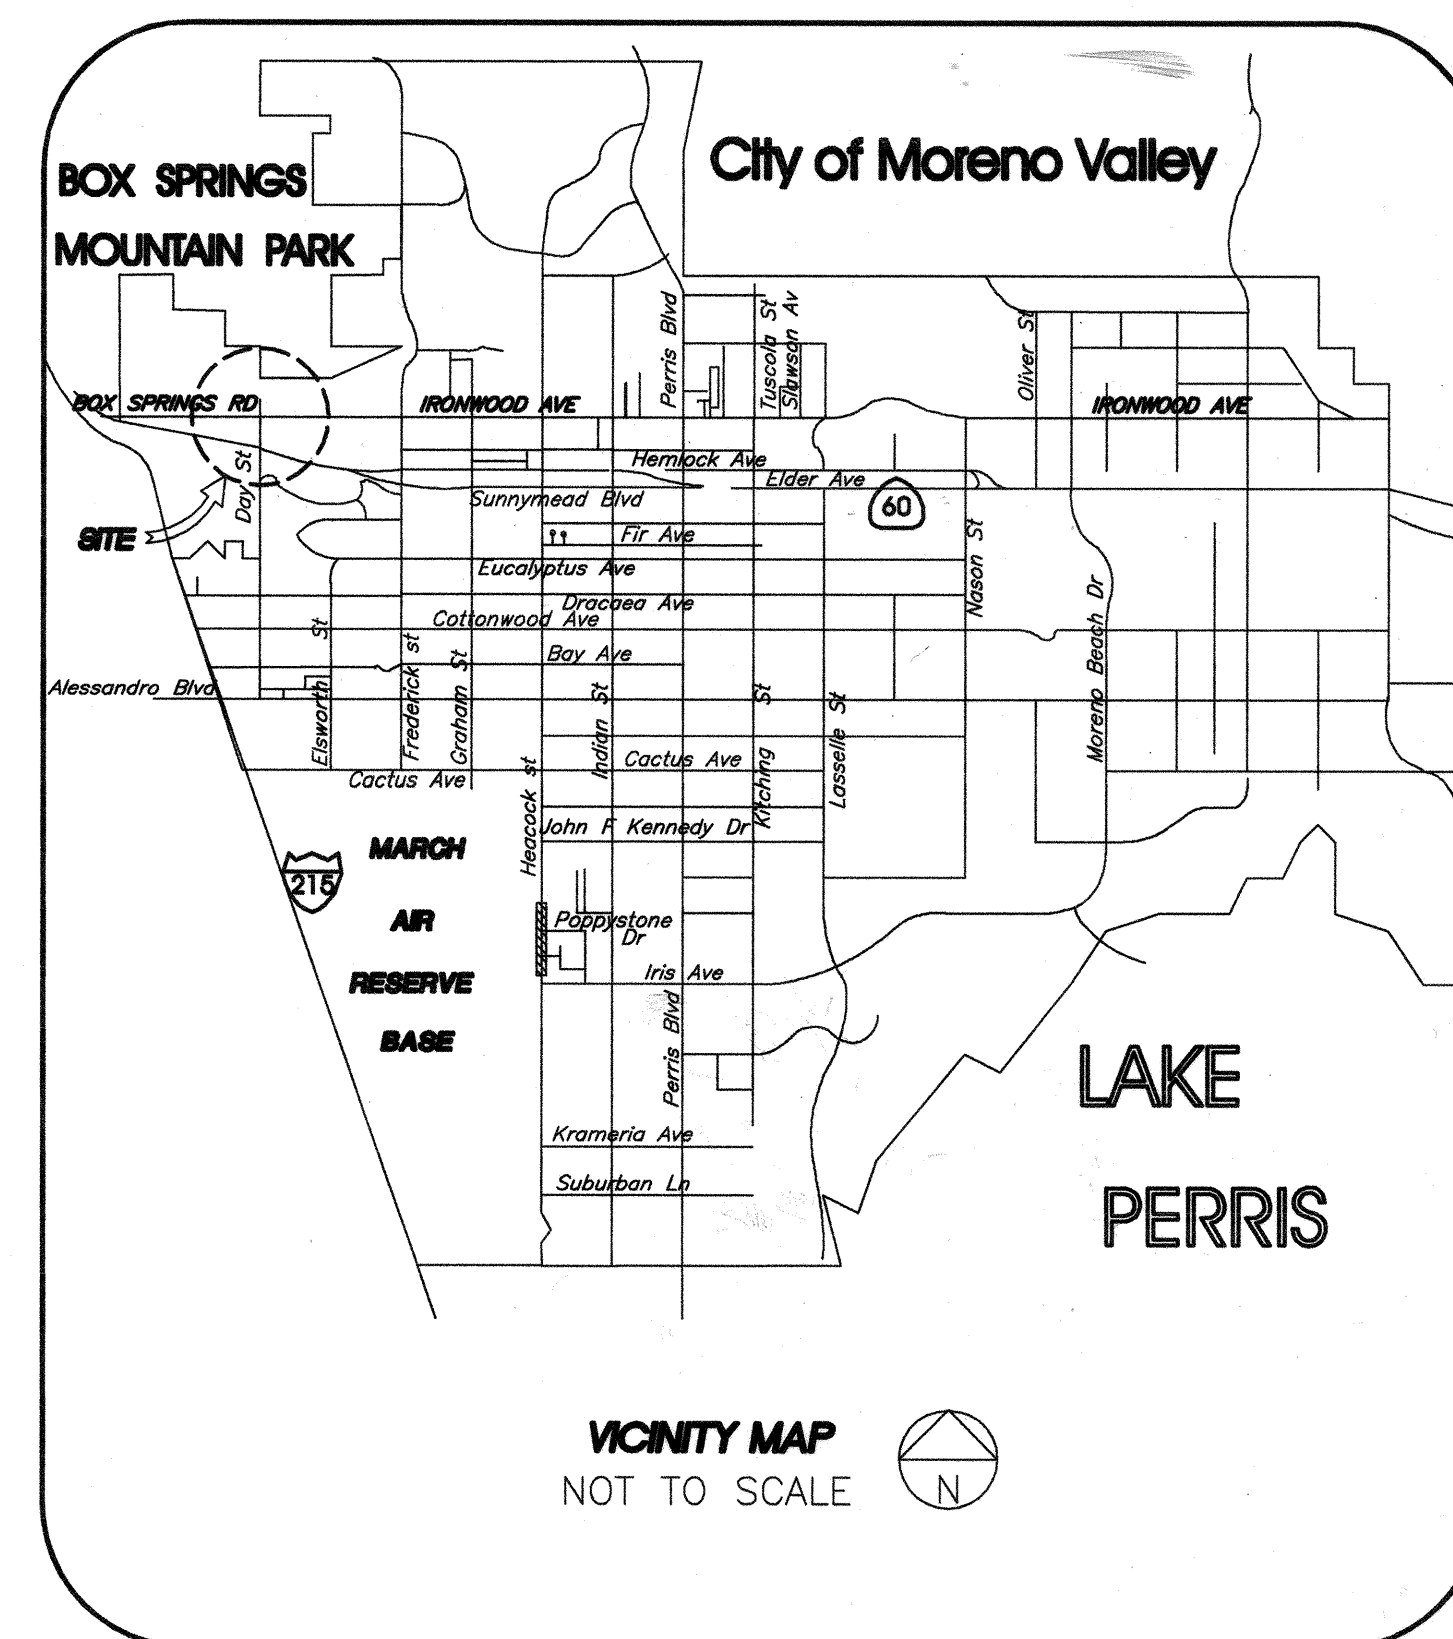 City of Moreno Valley
BOX SPRINGS
MOUNTAIN PARK
Perris Blvd
Tuscola St
Slawson Av
Oliver St
BOX SPRINGS RD
IRONWOOD AVE
IRONWOOD AVE
Day St
Hemlock Ave
Elder Ave
Sunnymead Blvd
60
SITE
Fir Ave
Nason St
Eucalyptus Ave
Dracaea Ave
Cottonwood Ave
Moreno Beach Dr
Elsworth St
Frederick st
Graham St
Bay Ave
Alessandro Blvd
Indian St
Kitching St
Lasselle St
Cactus Ave
Cactus Ave
Heacock st
John F Kennedy Dr
MARCH
215
AIR
Poppystone
Dr
RESERVE
Iris Ave
BASE
Perris Blvd
LAKE
Krameria Ave
Suburban Ln
PERRIS
VICINITY MAP
NOT TO SCALE
N